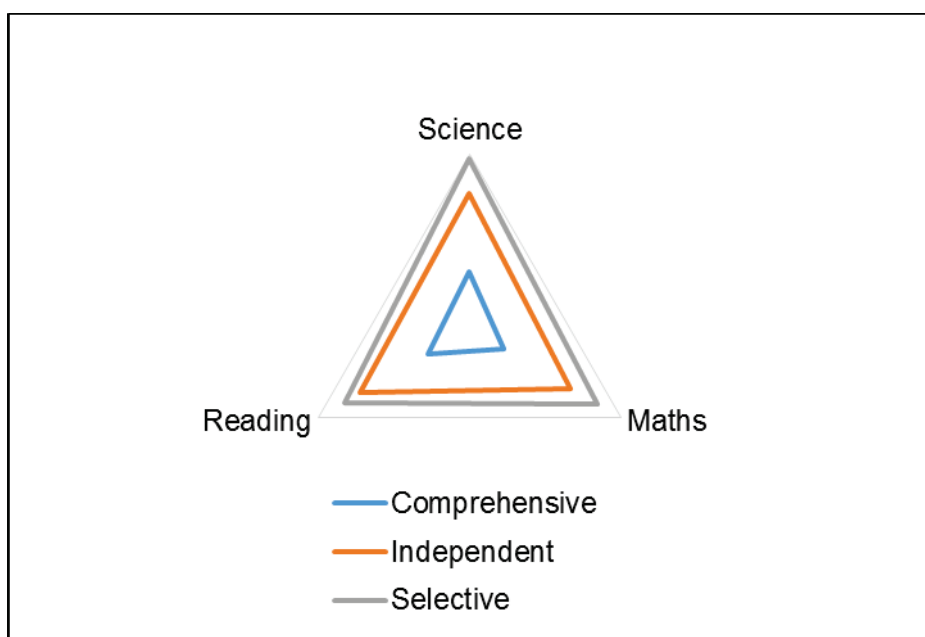 Science
Reading
Maths
Comprehensive
Independent
Selective